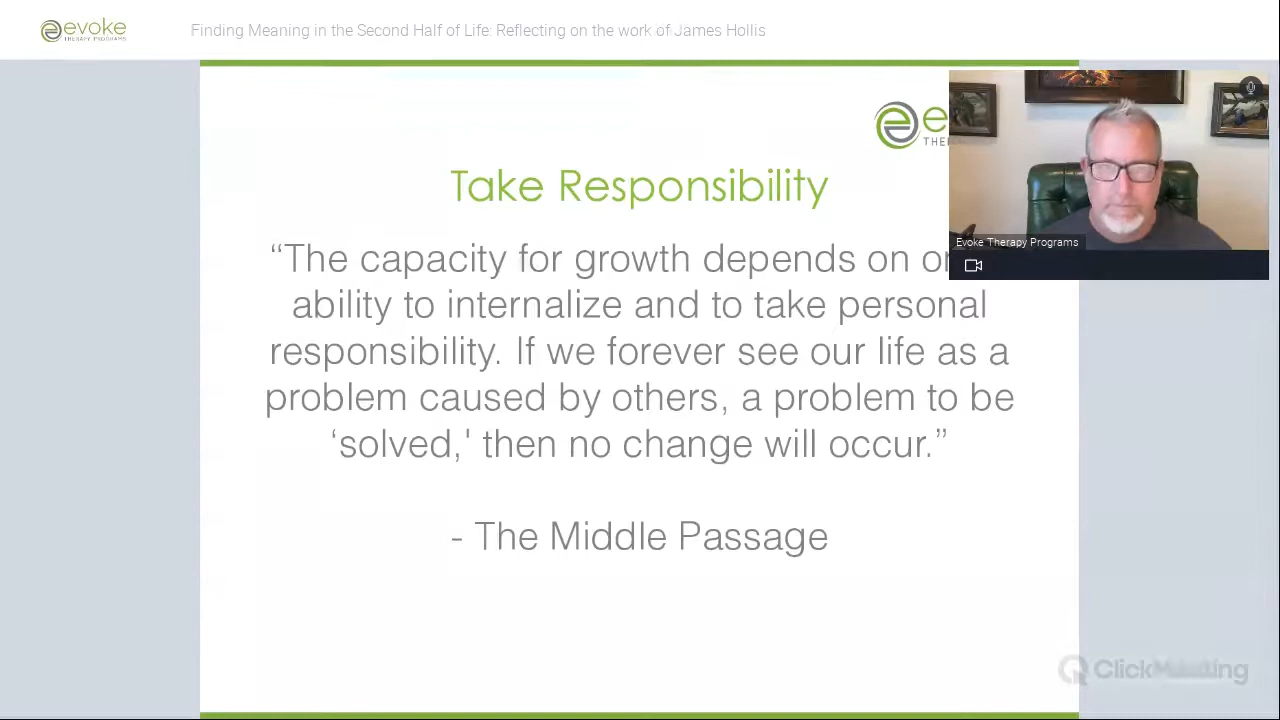 evoke
THERAPY PROGRAMS
Finding Meaning in the Second Half of Life: Reflecting on the work of James Hollis
Take Responsibility
“The capacity for growth depends on
ability to internalize and to take personal
responsibility. If we forever see our life as a
problem caused by others, a problem to be
‘solved,' then no change will occur.”
- The Middle Passage
Evoke Therapy Programs
ClickMeeting